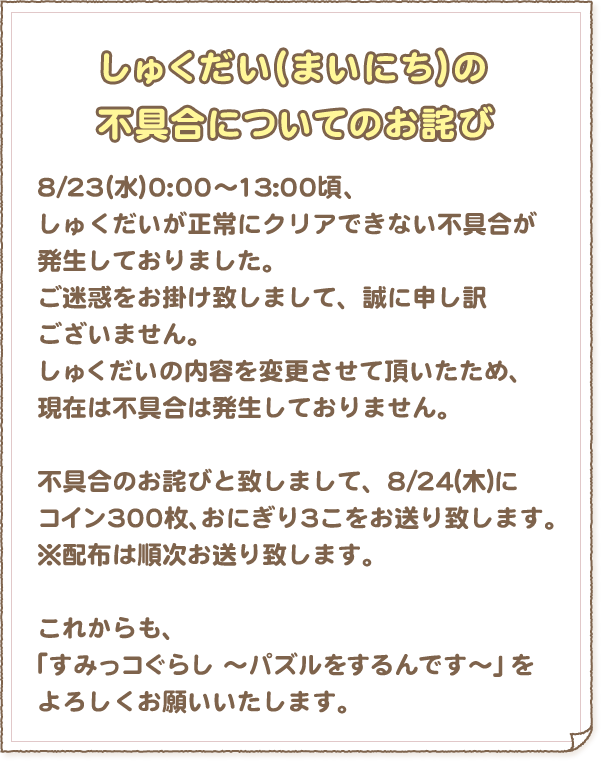 しゅくだい(まいにち)の
不具合についてのお詫び
8/23(水)0:00～13:00頃、
しゅくだいが正常にクリアできない不具合が
発生しておりました。
ご迷惑をお掛け致しまして、誠に申し訳
ございません。
しゅくだいの内容を変更させて頂いたため、
現在は不具合は発生しておりません。
不具合のお詫びと致しまして、8/24(木)に
コイン300枚、おにぎり3こをお送り致します。
※配布は順次お送り致します。
これからも、
「すみっコぐらし ～パズルをするんです～」を
よろしくお願いいたします。